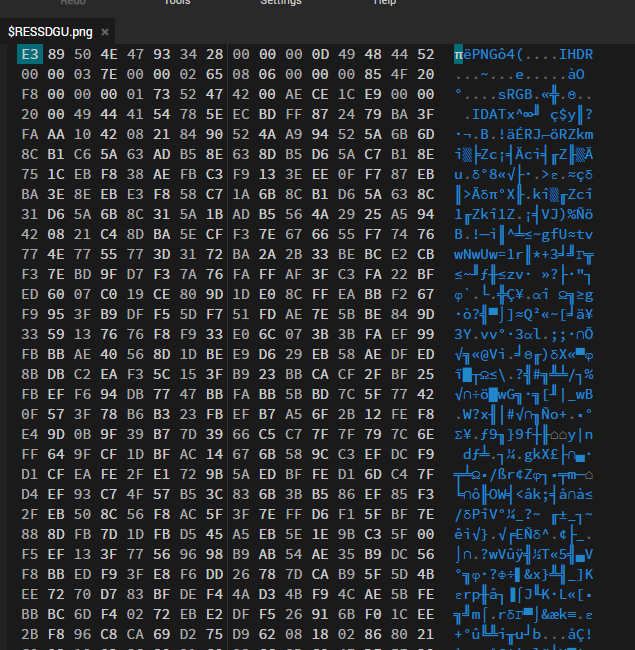 Redo Tools Settings Help
$RESSDGU.png ×
E3 89 50 4E 47 93 34 28 00 00 00 0D 49 48 44 52 πëPNGô4(....IHDR
00 00 03 7E 00 00 02 65 08 06 00 00 00 85 4F 20 ...~...e.....àO
F8 00 00 00 01 73 52 47 42 00 AE CE 1C E9 00 00 °....sRGB.«╬.Θ..
20 00 49 44 41 54 78 5E EC BD FF 87 24 79 BA 3F .IDATx^∞╜ ç$y║?
FA AA 10 42 08 21 84 90 52 4A A9 94 52 5A 6B 6D ·¬.B.!äÉRJ⌐öRZkm
8C B1 C6 5A 63 AD B5 8E 63 8D B5 D6 5A C7 B1 8E î▒╞Zc¡╡Äcì╡╓Z╟▒Ä
75 1C EB F8 38 AE FB C3 F9 13 3E EE 0F F7 87 EB u.δ°8«√├∙.>ε.≈çδ
BA 3E 8E EB E3 F8 58 C7 1A 6B 8C B1 D6 5A 63 8C ║>Äδπ°X╟.kî▒╓Zcî
31 D6 5A 6B 8C 31 5A 1B AD B5 56 4A 29 25 A5 94 1╓Zkî1Z.¡╡VJ)%Ñö
42 08 21 C4 8D BA 5E CF F3 7E 67 66 55 F7 74 76 B.!─ì║^╧≤~gfU≈tv
77 4E 77 55 77 3D 31 72 BA 2A 2B 33 BE BC E2 CB wNwUw=1r║*+3╛╝Γ╦
F3 7E BD 9F D7 F3 7A 76 FA FF AF 3F C3 FA 22 BF ≤~╜ƒ╫≤zv· »?├·"┐
ED 60 07 C0 19 CE 80 9D 1D E0 8C FF EA BB F2 67 φ`.└.╬Ç¥.αî Ω╗≥g
F9 95 3F B9 DF F5 5D F7 51 FD AE 7E 5B BE 84 9D ∙ò?╣▀⌡]≈Q²«~[╛ä¥
33 59 13 76 76 F8 F9 33 E0 6C 07 3B 3B FA EF 99 3Y.vv°∙3αl.;;·∩Ö
FB BB AE 40 56 8D 1D BE E9 D6 29 EB 58 AE DF ED √╗«@Vì.╛Θ╓)δX«▀φ
8B DB C2 EA F3 5C 15 3F B9 23 BB CA CF 2F BF 25 ï█┬Ω≤\.?╣#╗╩╧/┐%
FB EF F6 94 DB 77 47 BB FA BB 5B BD 7C 5F 77 42 √∩÷ö█wG╗·╗[╜|_wB
0F 57 3F 78 B6 B3 23 FB EF B7 A5 6F 2B 12 FE F8 .W?x╢│#√∩╖Ño+.■°
E4 9D 0B 9F 39 B7 7D 39 66 C5 C7 7F 7F 79 7C 6E Σ¥.ƒ9╖}9f┼╟⌂⌂y|n
FF 64 9F CF 1D BF AC 14 67 6B 58 9C C3 EF DC F9 dƒ╧.┐¼.gkX£├∩▄∙
D1 CF EA FE 2F E1 72 9B 5A ED BF FE D1 6D C4 7F ╤╧Ω■/ßr¢Zφ┐■╤m─⌂
D4 EF 93 C7 4F 57 B5 3C 83 6B 3B B5 86 EF 85 F3 ╘∩ô╟OW╡<âk;╡å∩à≤
2F EB 50 8C 56 F8 AC 5F 3F 7E FF D6 F1 5F BF 7E /δPîV°¼_?~ ╓±_┐~
88 8D FB 7D 1D FB D5 45 A5 EB 5E 1E 9B C3 5F 00 êì√}.√╒EÑδ^.¢├_.
F5 EF 13 3F 77 56 96 98 B9 AB 54 AE 35 B9 DC 56 ⌡∩.?wVûÿ╣½T«5╣▄V
F8 BB ED F9 3F E8 F6 DD 26 78 7D CA B9 5F 5D 4B °╗φ∙?Φ÷▌&x}╩╣_]K
EE 72 70 D7 83 BF DE F4 4A D3 4B F9 4C AE 5B FM εrp╫â┐▐⌠J╙K∙L«[·
BB BC 6D F4 02 72 EB E2 DF F5 26 91 6B F0 1C EE ╗╝m⌠.rδΓ▀⌡&æk≡.ε
2B F8 96 C8 CA 69 D2 75 D9 62 08 18 02 86 80 21 +°û╚╩i╥u┘b...åÇ!